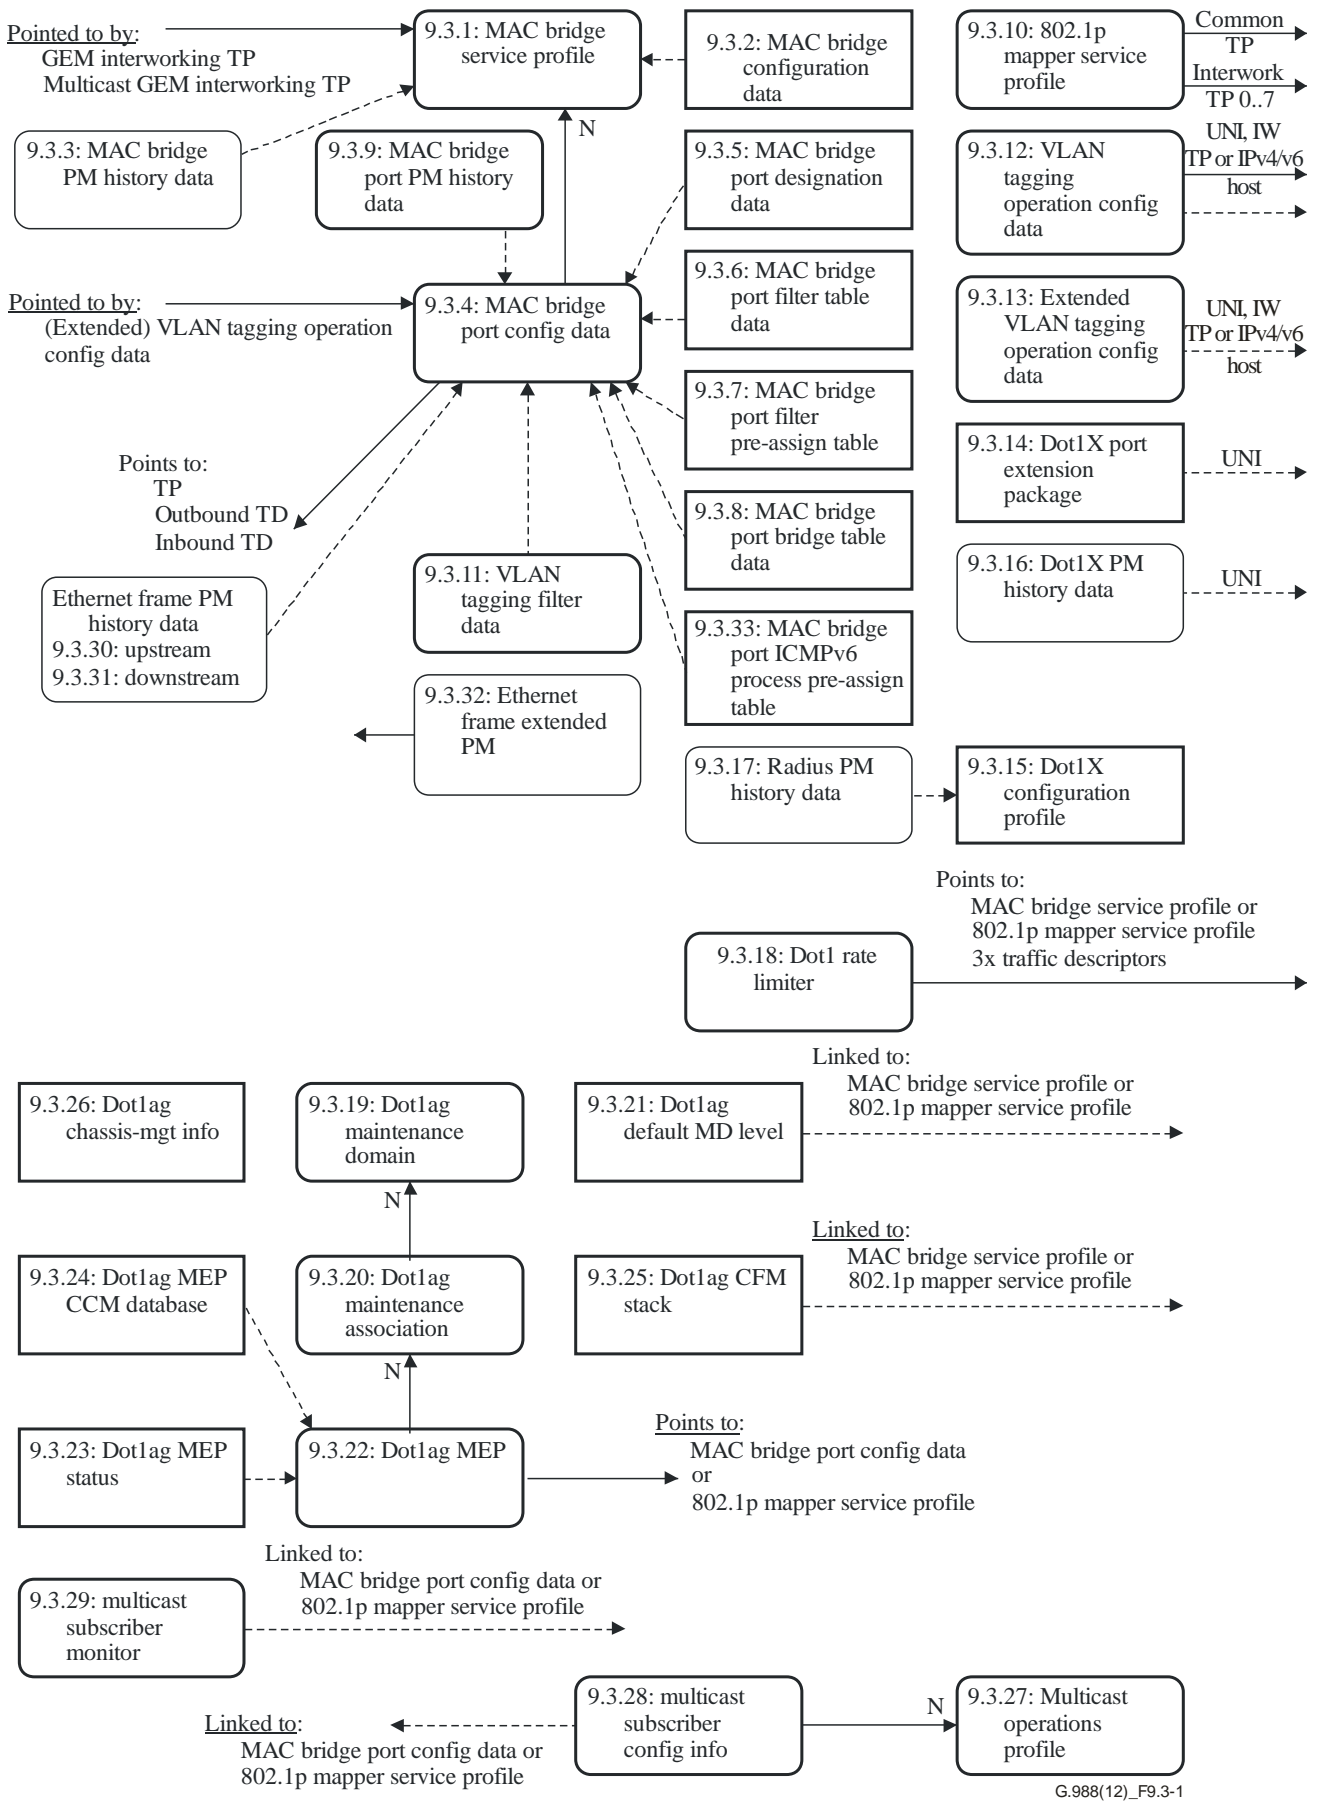 Pointed to by:
GEM interworking TP
Multicast GEM interworking TP
9.3.1: MAC bridge
service profile
9.3.2: MAC bridge
configuration
data
9.3.10: 802.1p
mapper service
profile
Common
TP
Interwork
TP 0..7
N
9.3.3: MAC bridge
PM history data
9.3.9: MAC bridge
port PM history
data
9.3.5: MAC bridge
port designation
data
9.3.12: VLAN
tagging
operation config
data
UNI, IW
TP or IPv4/v6
host
Pointed to by:
(Extended) VLAN tagging operation
config data
9.3.4: MAC bridge
port config data
9.3.6: MAC bridge
port filter table
data
9.3.13: Extended
VLAN tagging
operation config
data
UNI, IW
TP or IPv4/v6
host
9.3.7: MAC bridge
port filter
pre-assign table
9.3.14: Dot1X port
extension
package
UNI
Points to:
TP
Outbound TD
Inbound TD
9.3.8: MAC bridge
port bridge table
data
9.3.16: Dot1X PM
history data
UNI
Ethernet frame PM
history data
9.3.30: upstream
9.3.31: downstream
9.3.11: VLAN
tagging filter
data
9.3.33: MAC bridge
port ICMPv6
process pre-assign
table
9.3.32: Ethernet
frame extended
PM
9.3.17: Radius PM
history data
9.3.15: Dot1X
configuration
profile
Points to:
MAC bridge service profile or
802.1p mapper service profile
3x traffic descriptors
9.3.18: Dot1 rate
limiter
Linked to:
MAC bridge service profile or
802.1p mapper service profile
9.3.26: Dot1ag
chassis-mgt info
9.3.19: Dot1ag
maintenance
domain
9.3.21: Dot1ag
default MD level
N
Linked to:
MAC bridge service profile or
802.1p mapper service profile
9.3.24: Dot1ag MEP
CCM database
9.3.20: Dot1ag
maintenance
association
9.3.25: Dot1ag CFM
stack
N
9.3.23: Dot1ag MEP
status
9.3.22: Dot1ag MEP
Points to:
MAC bridge port config data
or
802.1p mapper service profile
Linked to:
MAC bridge port config data or
802.1p mapper service profile
9.3.29: multicast
subscriber
monitor
Linked to:
MAC bridge port config data or
802.1p mapper service profile
9.3.28: multicast
subscriber
config info
N
9.3.27: Multicast
operations
profile
G.988(12)_F9.3-1